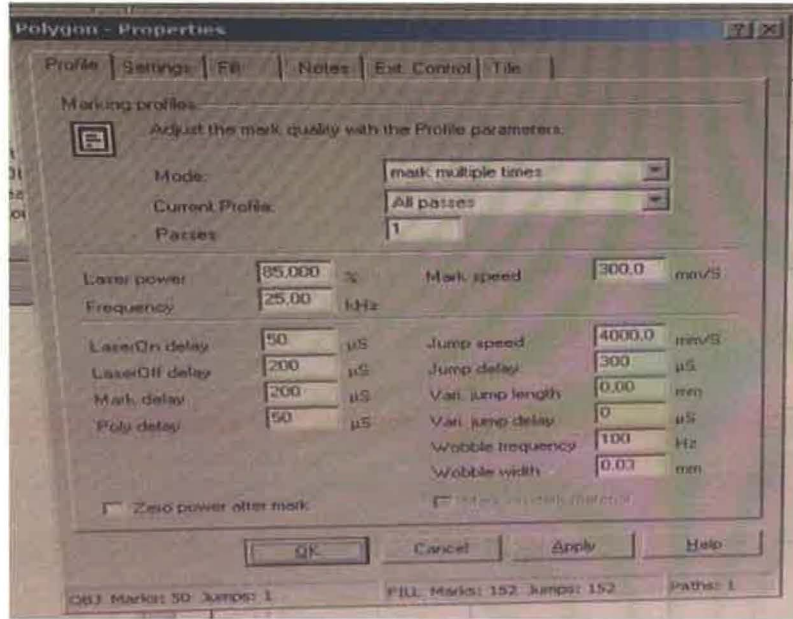 Polygon - Properties
Profile Settings Fill Notes Ext. Control Tile
Marking profiles
Adjust the mark quality with the Profile parameters.
Mode: mark multiple times
Current Profile: All passes
Passes 1
Laser power 85,000 % Mark speed 300,0 mm/S
Frequency 25,00 kHz
LaserOn delay 50 µS Jump speed 4000,0 mm/S
LaserOff delay 200 µS Jump delay 300 µS
Mark delay 200 µS Vari. jump length 0,00 mm
Poly delay 50 µS Vari. jump delay 0 µS
Wobble frequency 100 Hz
Wobble width 0,03 mm
Zero power after mark
OK Cancel Apply Help
OBJ Marks: 50 Jumps: 1 FILL Marks: 152 Jumps: 152 Paths: 1